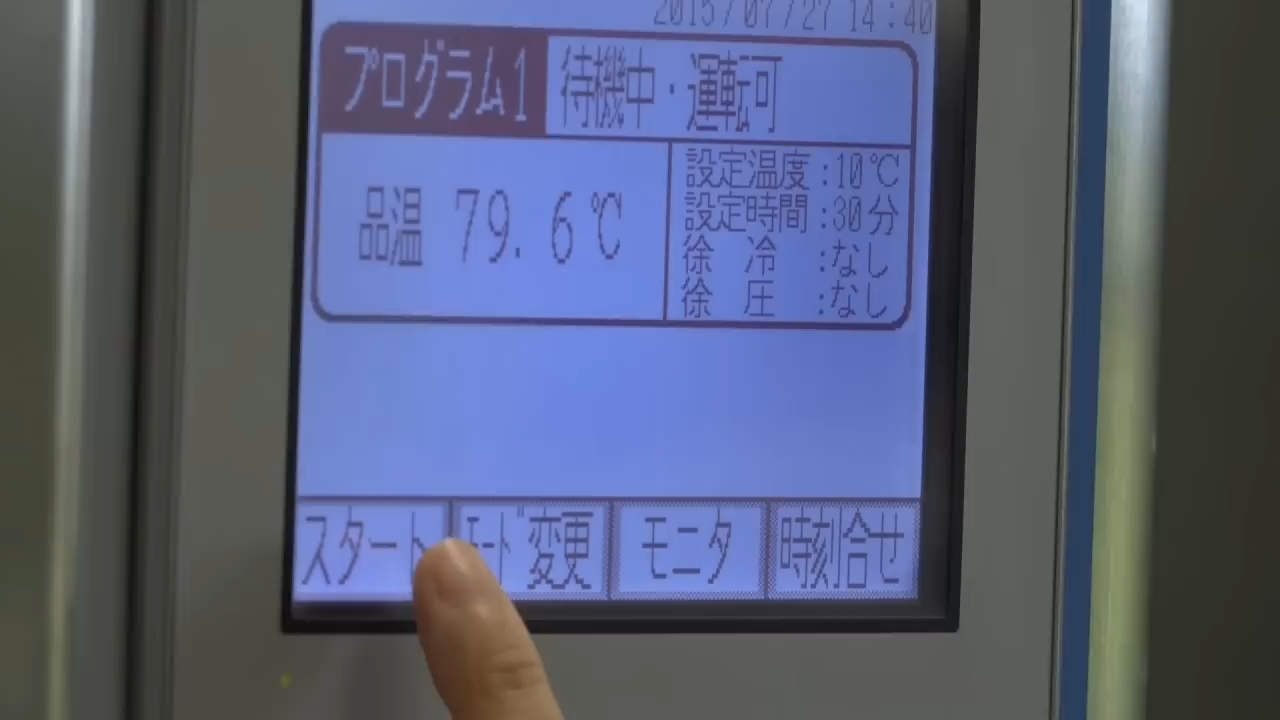 2015/07/27 14:40
プログラム1 待機中・運転可
品温 79.6℃
設定温度:10℃
設定時間:30分
徐 冷 :なし
徐 圧 :なし
スタート モード変更 モニタ 時刻合せ